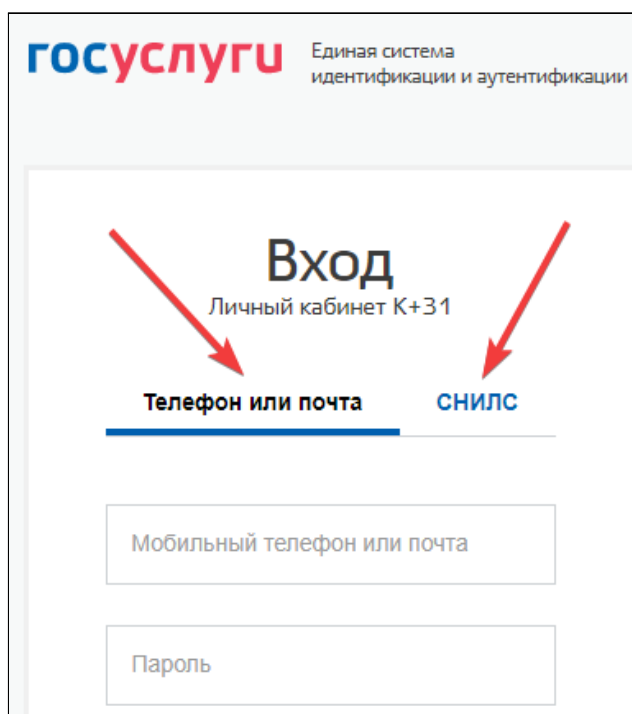 госуслуги
Единая система
идентификации и аутентификации
Вход
Личный кабинет К+31
Телефон или почта
СНИЛС
Мобильный телефон или почта
Пароль